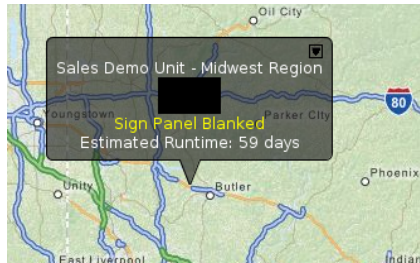 Oil City
Sales Demo Unit - Midwest Region
80
Youngstown
Parker City
Sign Panel Blanked
Estimated Runtime: 59 days
Phoenix
Unity
Butler
East Liverpool
Indian